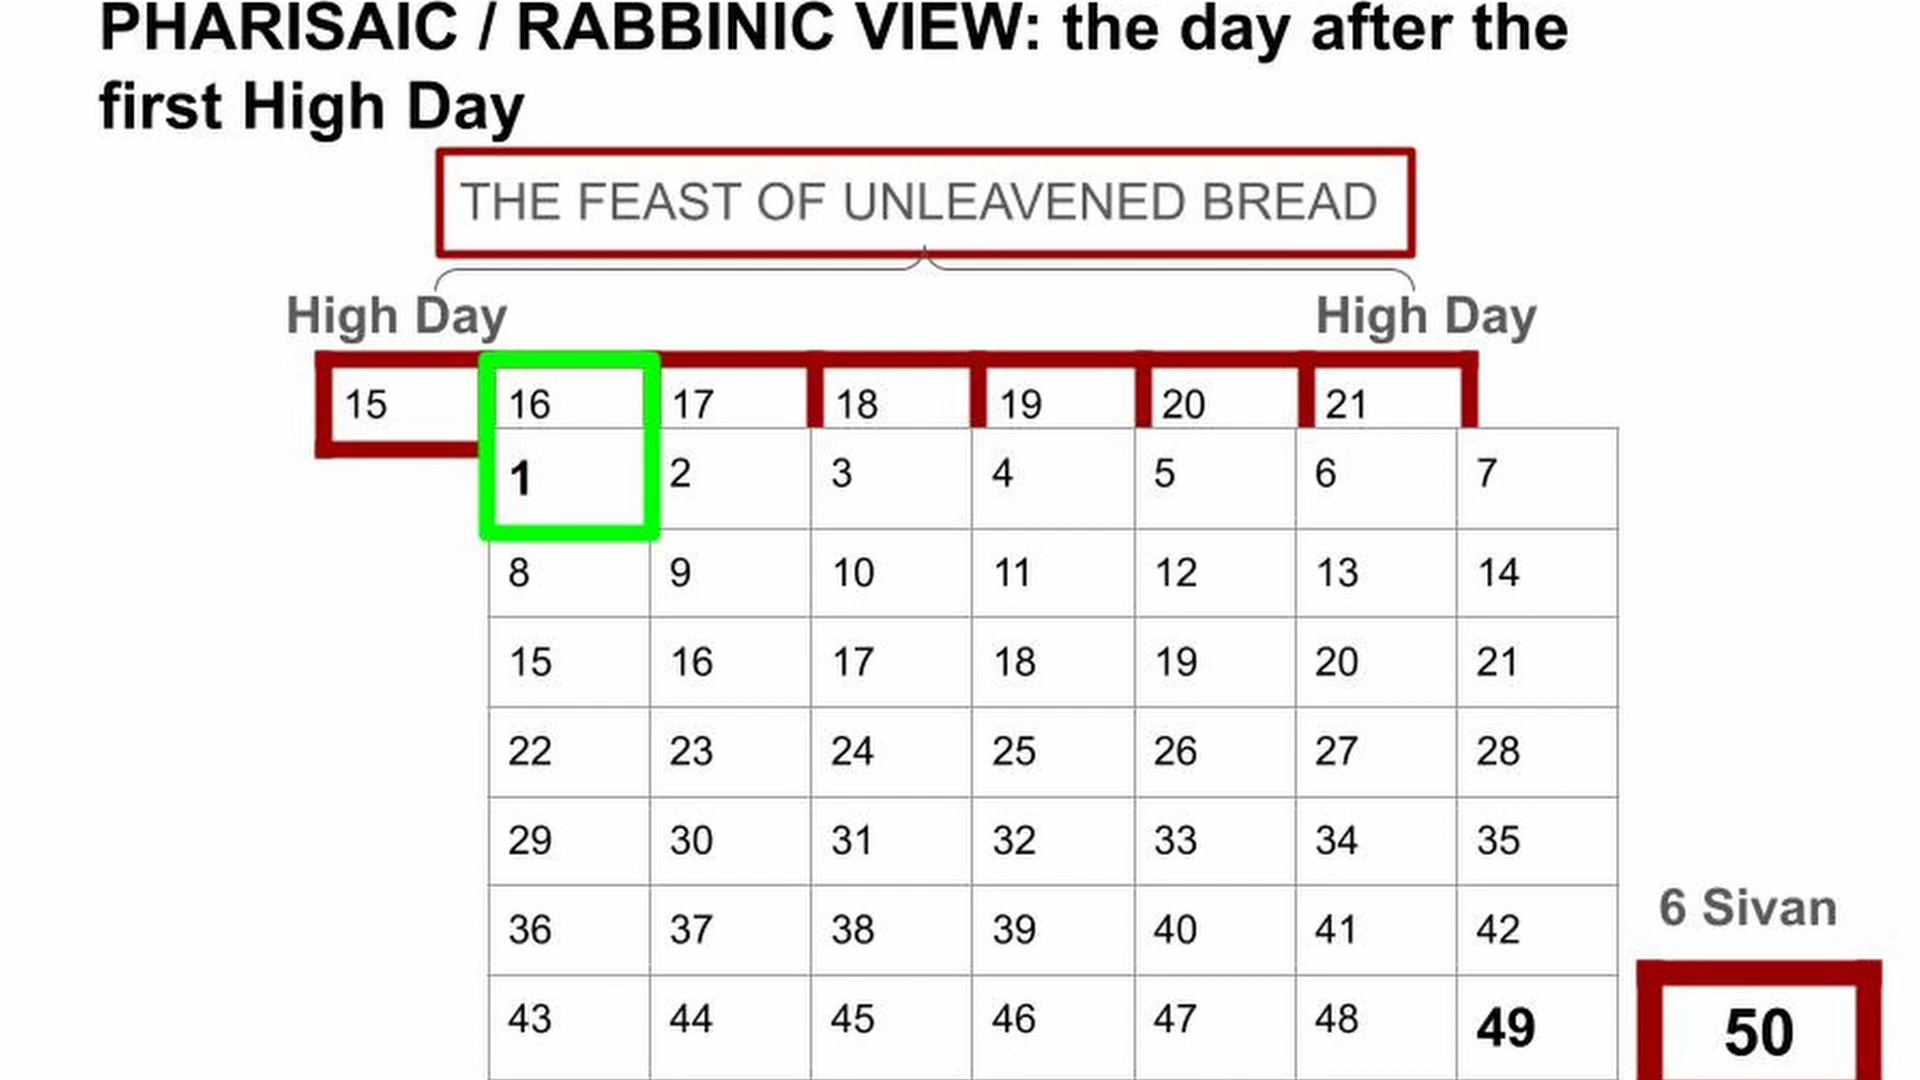 PHARISAIC / RABBINIC VIEW: the day after the
first High Day
THE FEAST OF UNLEAVENED BREAD
High Day High Day
15 16 17 18 19 20 21
1 2 3 4 5 6 7
8 9 10 11 12 13 14
15 16 17 18 19 20 21
22 23 24 25 26 27 28
29 30 31 32 33 34 35
6 Sivan
36 37 38 39 40 41 42
43 44 45 46 47 48 49 50